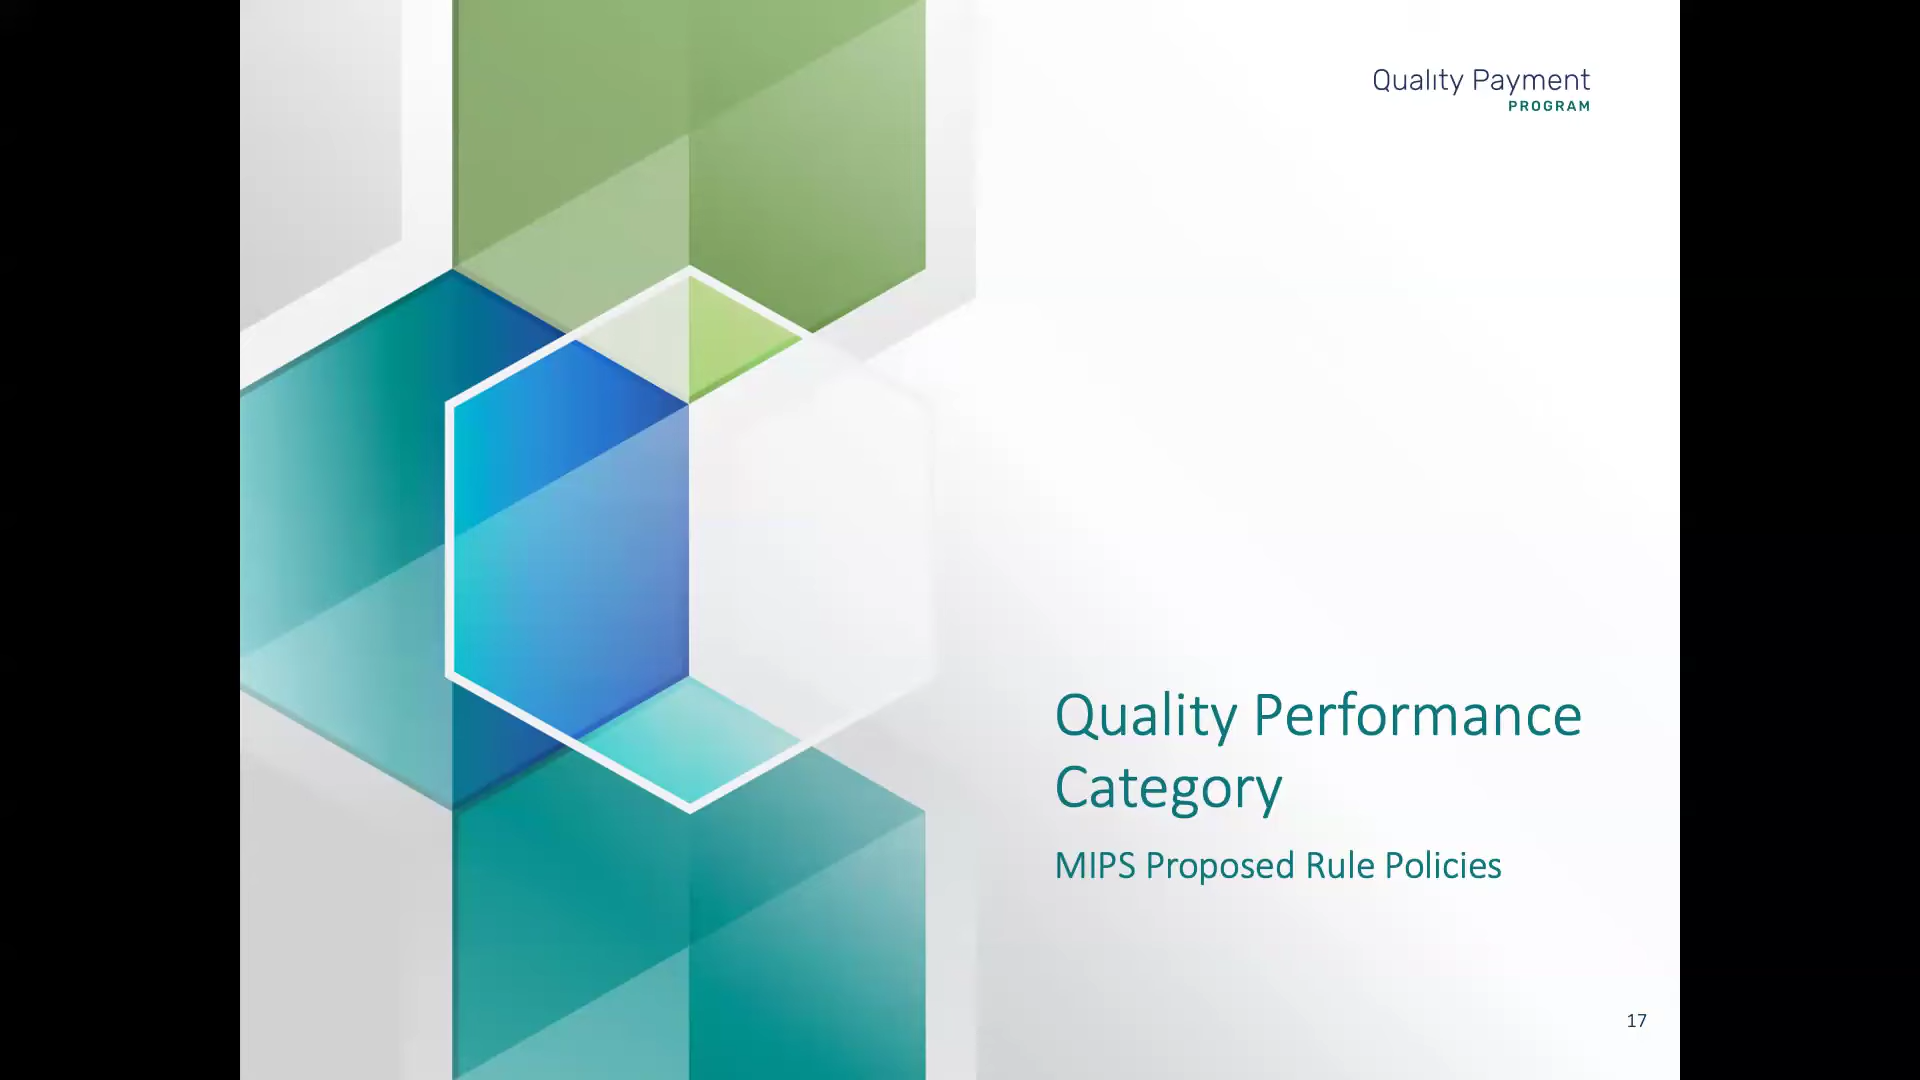 Quality Payment
PROGRAM
Quality Performance
Category
MIPS Proposed Rule Policies
17